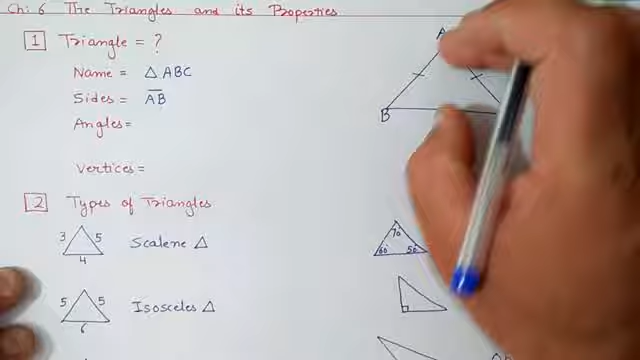 Ch: 6 The Triangles and its Properties
1 Triangle = ?
Name = △ ABC
Sides = AB
Angles =
Vertices =
A
B
2 Types of Triangles
3 5
4
Scalene △
70°
60° 50°
5 5
6
Isosceles △